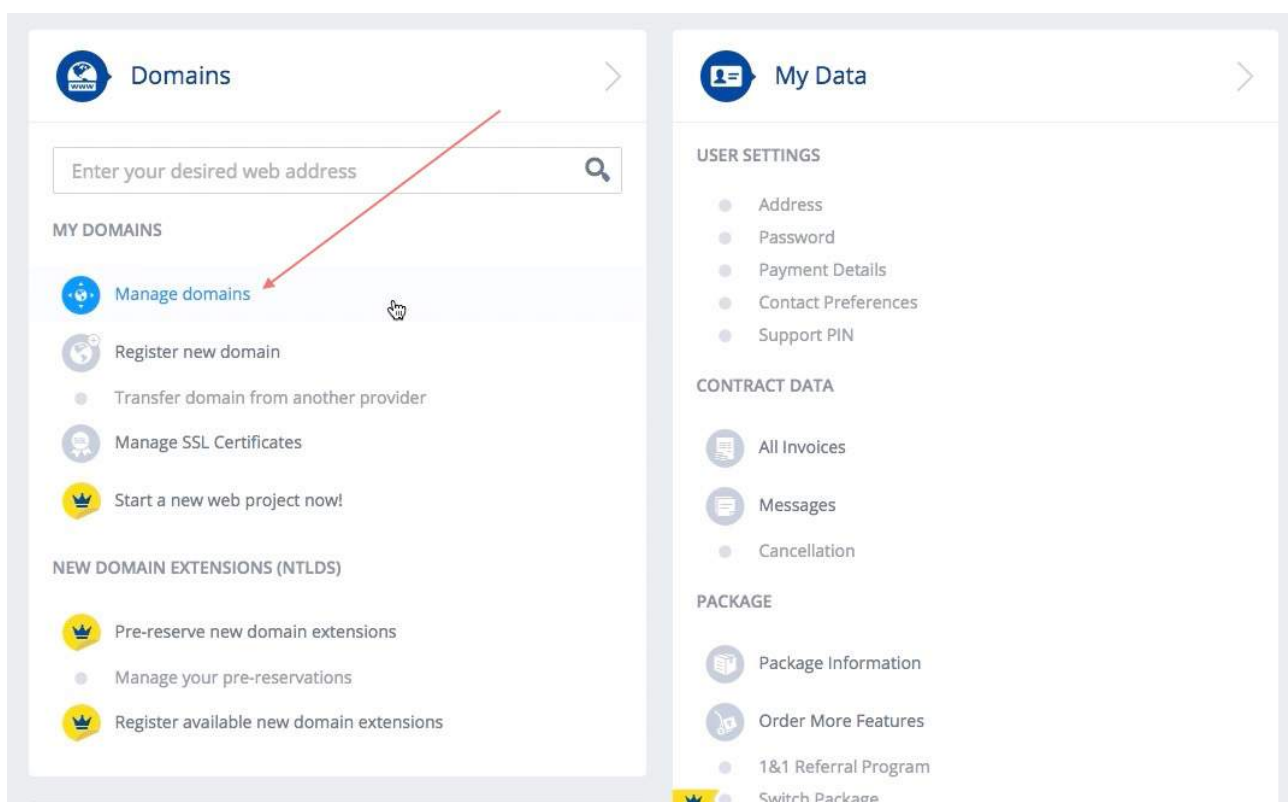 Domains
Enter your desired web address
MY DOMAINS
Manage domains
Register new domain
Transfer domain from another provider
Manage SSL Certificates
Start a new web project now!
NEW DOMAIN EXTENSIONS (NTLDS)
Pre-reserve new domain extensions
Manage your pre-reservations
Register available new domain extensions
My Data
USER SETTINGS
Address
Password
Payment Details
Contact Preferences
Support PIN
CONTRACT DATA
All Invoices
Messages
Cancellation
PACKAGE
Package Information
Order More Features
1&1 Referral Program
Switch Package